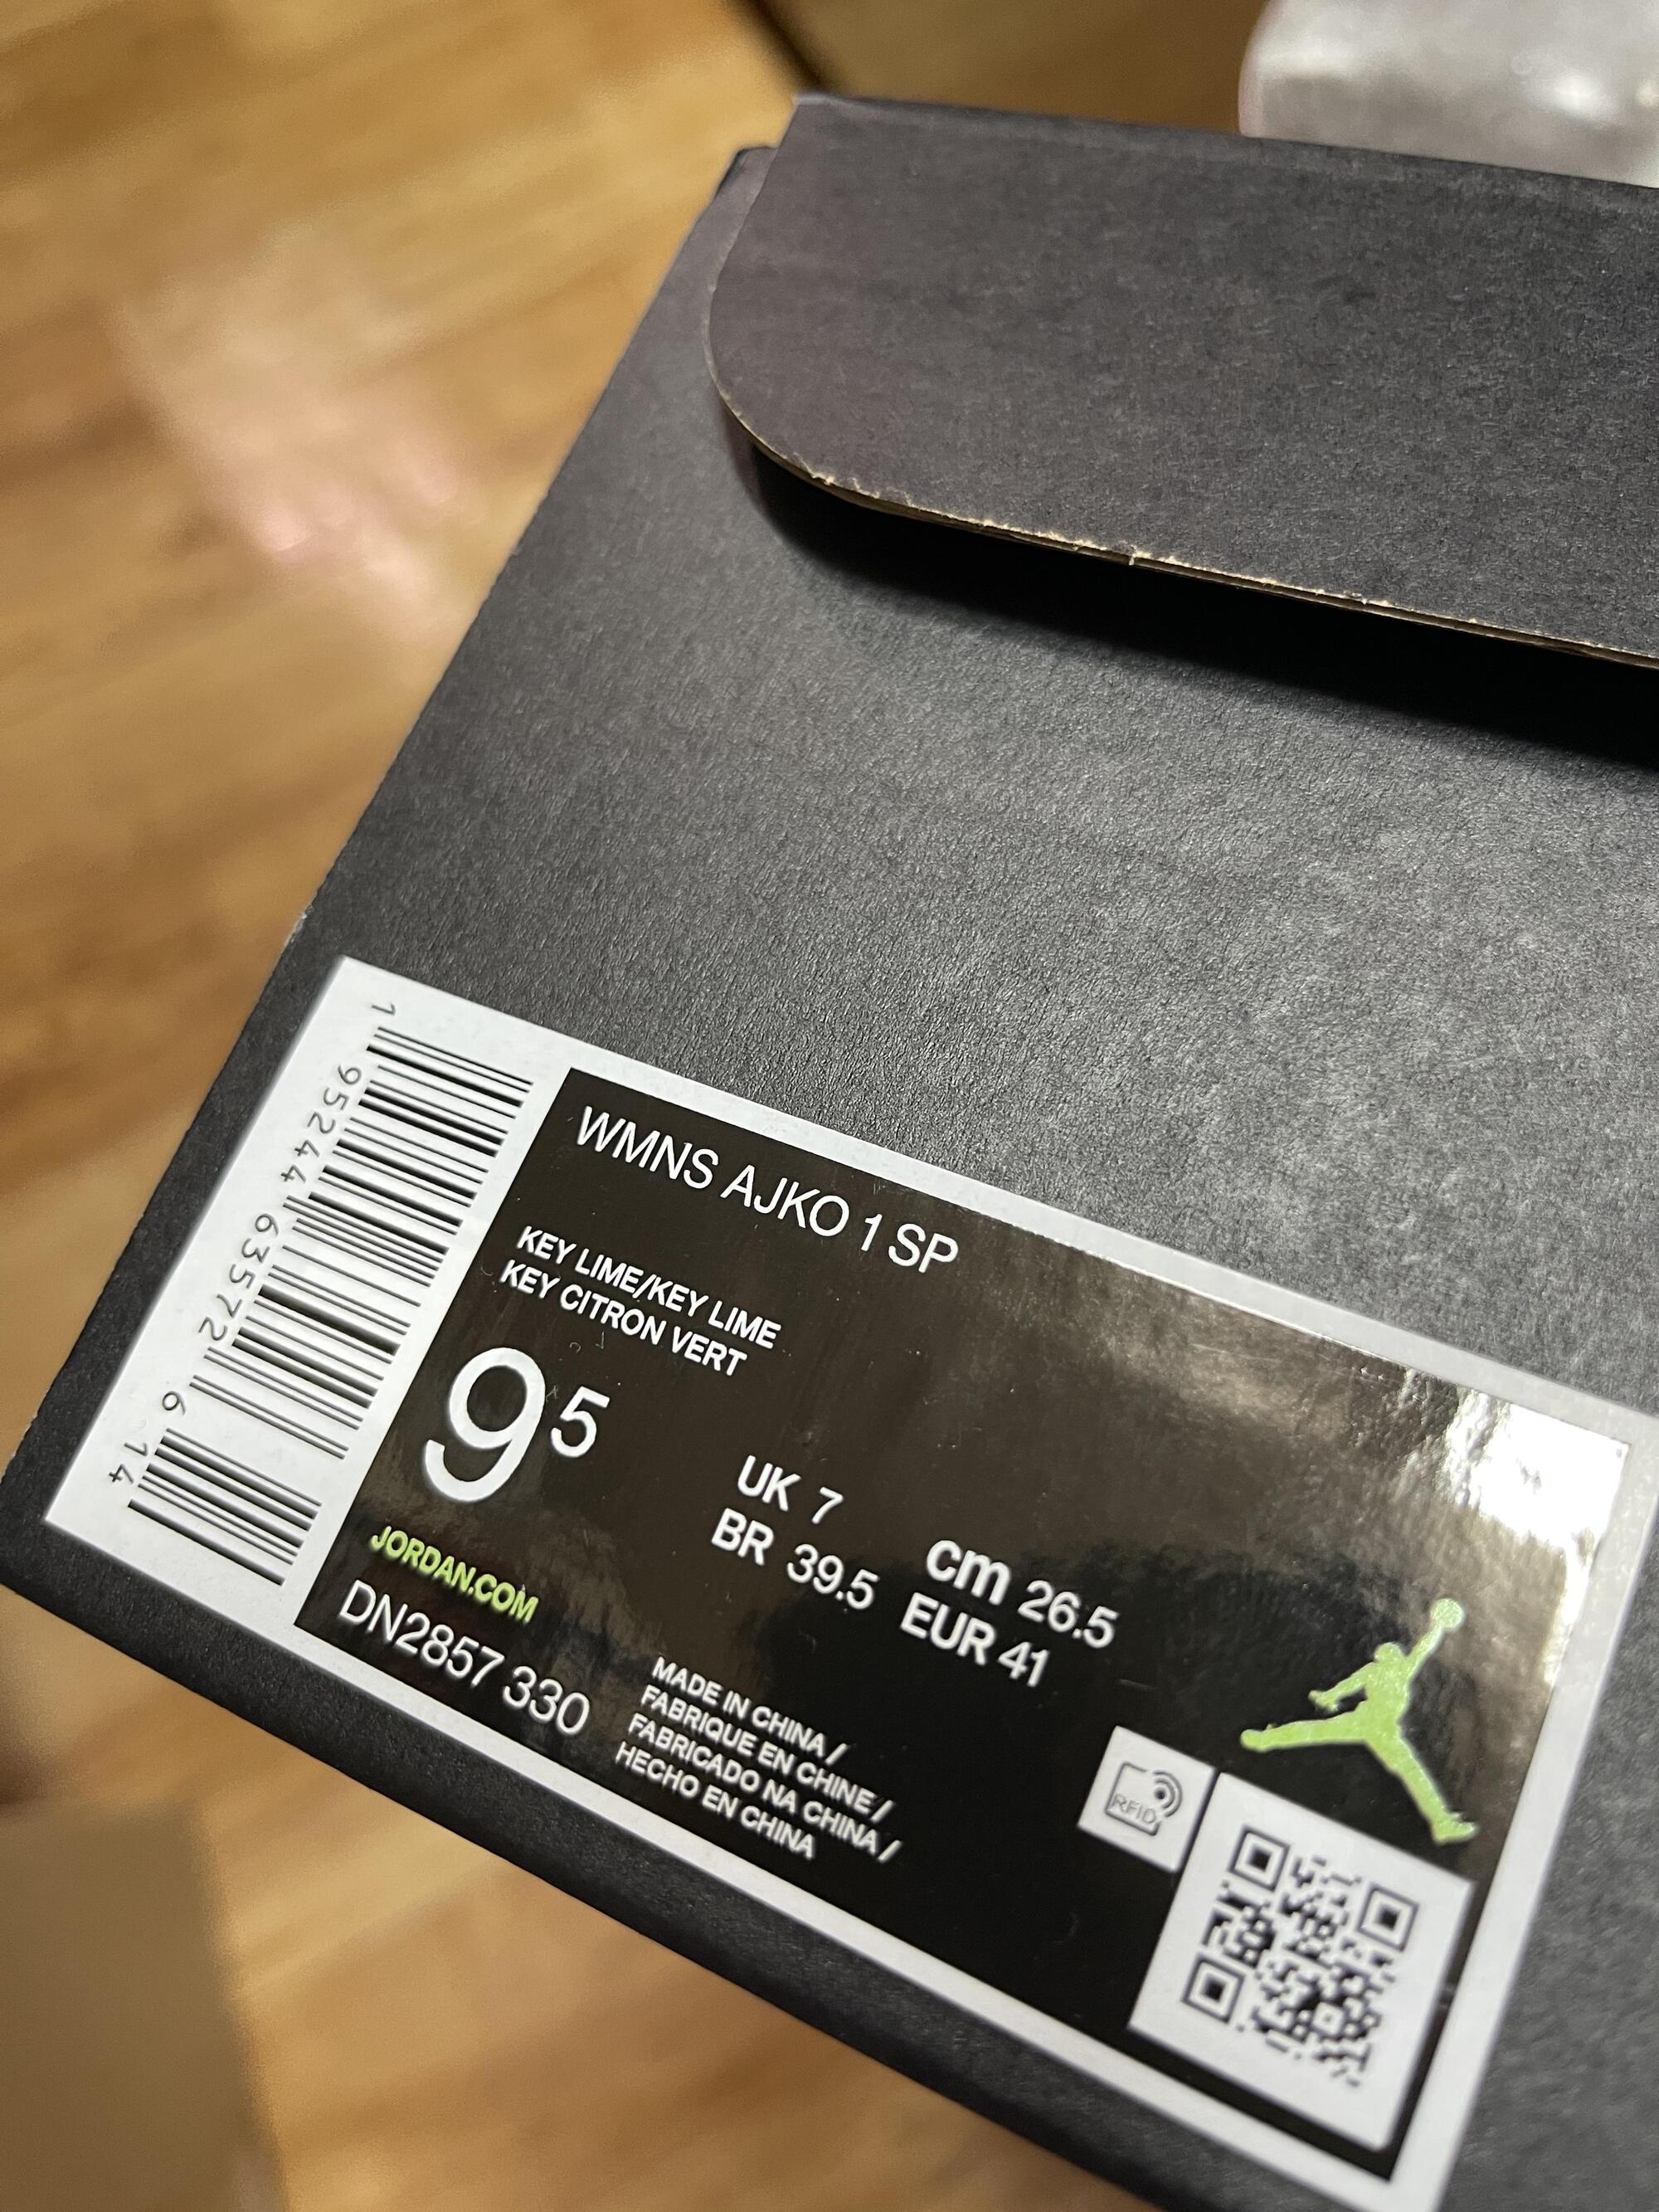 WMNS AJKO 1 SP
KEY LIME/KEY LIME
KEY CITRON VERT
9 5
UK 7
cm 26.5
BR 39.5
EUR 41
JORDAN.COM
DN2857 330
MADE IN CHINA /
FABRIQUE EN CHINE /
FABRICADO NA CHINA /
HECHO EN CHINA
RFID
1 95244 63572 6 14